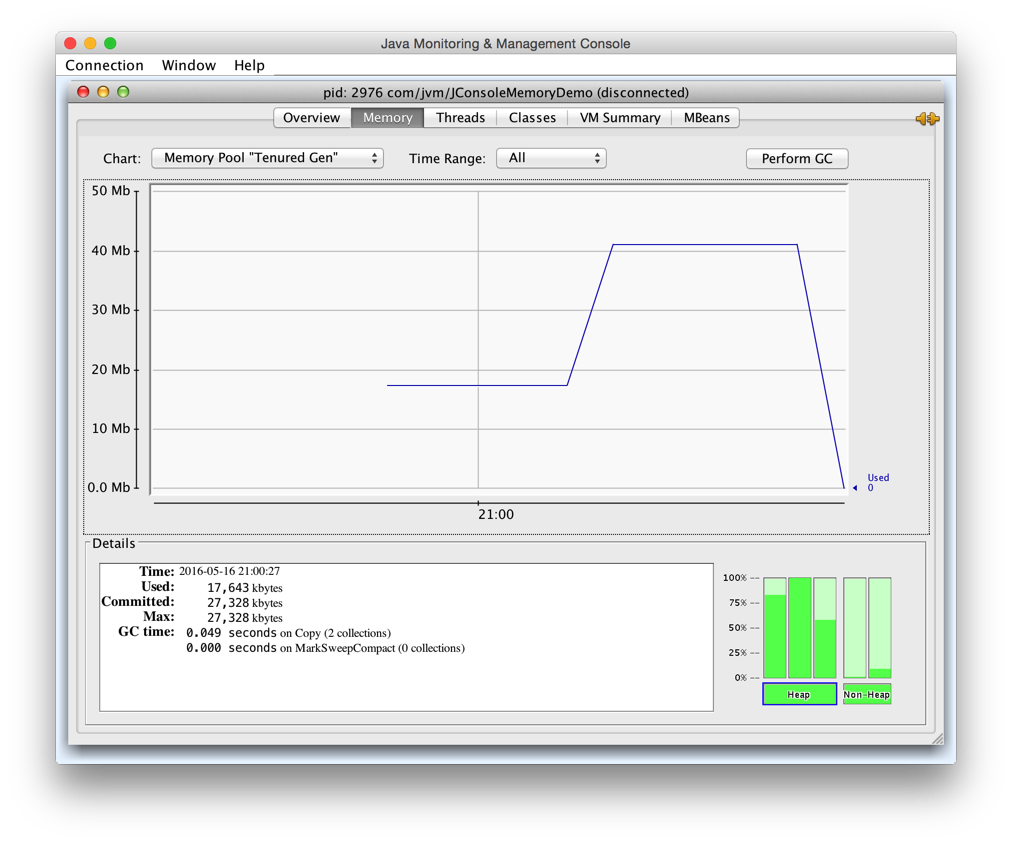 Java Monitoring & Management Console
Connection Window Help
pid: 2976 com/jvm/JConsoleMemoryDemo (disconnected)
Overview Memory Threads Classes VM Summary MBeans
Chart: Memory Pool "Tenured Gen" Time Range: All Perform GC
50 Mb
40 Mb
30 Mb
20 Mb
10 Mb
0.0 Mb
Used
0
21:00
Details
Time: 2016-05-16 21:00:27
Used: 17,643 kbytes
Committed: 27,328 kbytes
Max: 27,328 kbytes
GC time: 0.049 seconds on Copy (2 collections)
0.000 seconds on MarkSweepCompact (0 collections)
100% --
75% --
50% --
25% --
0% --
Heap Non-Heap